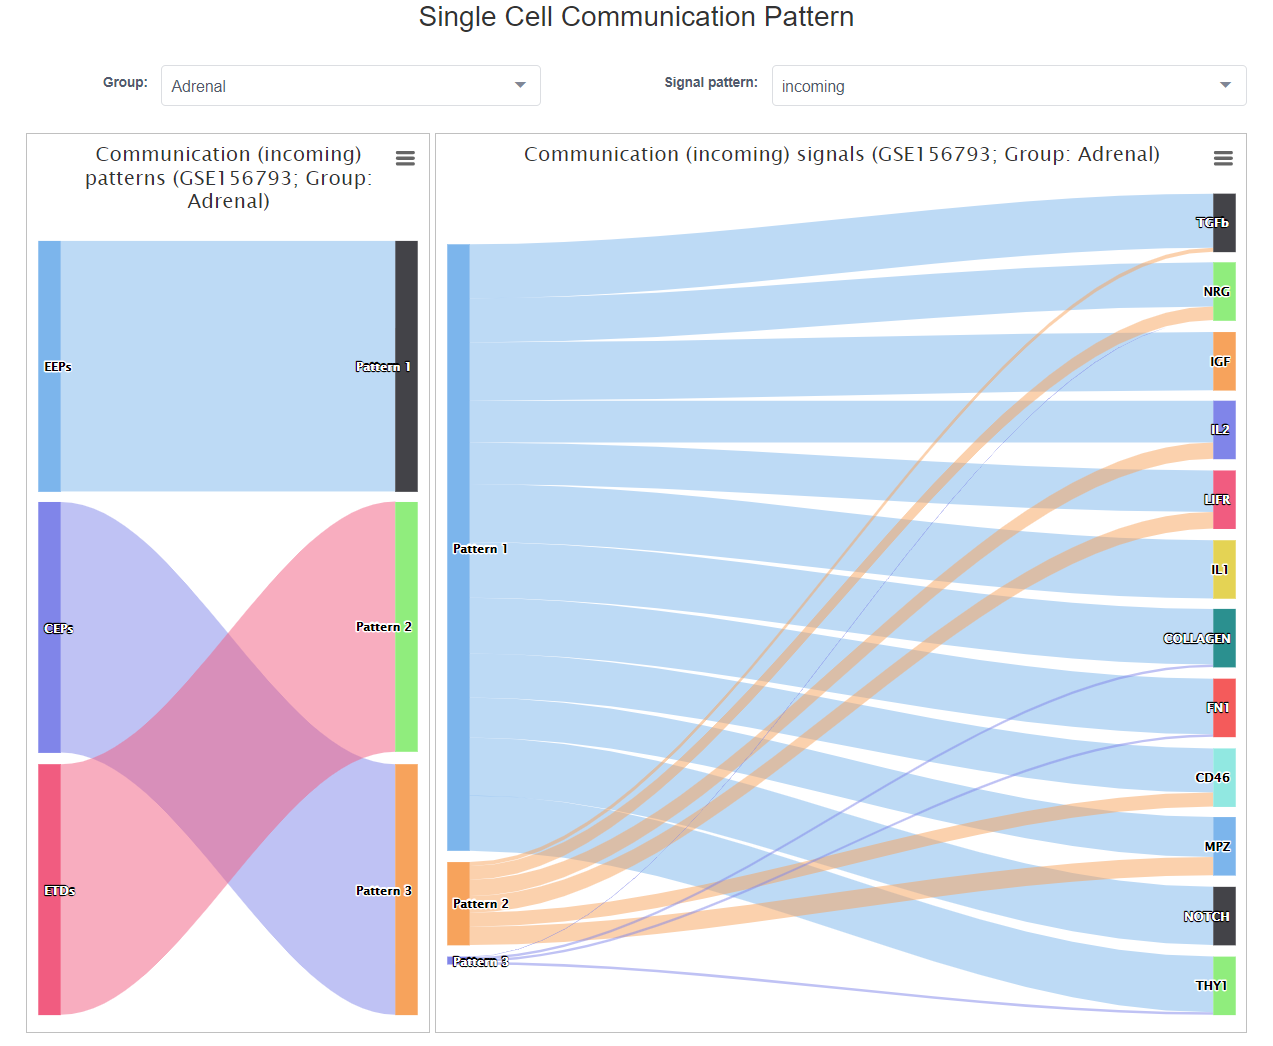 Single Cell Communication Pattern
Group:
Adrenal
Signal pattern:
incoming
Communication (incoming)
patterns (GSE156793; Group:
Adrenal)
EEPs
CEPs
ETDs
Pattern 1
Pattern 2
Pattern 3
Communication (incoming) signals (GSE156793; Group: Adrenal)
Pattern 1
Pattern 2
Pattern 3
TGFb
NRG
IGF
IL2
LIFR
IL1
COLLAGEN
FN1
CD46
MPZ
NOTCH
THY1